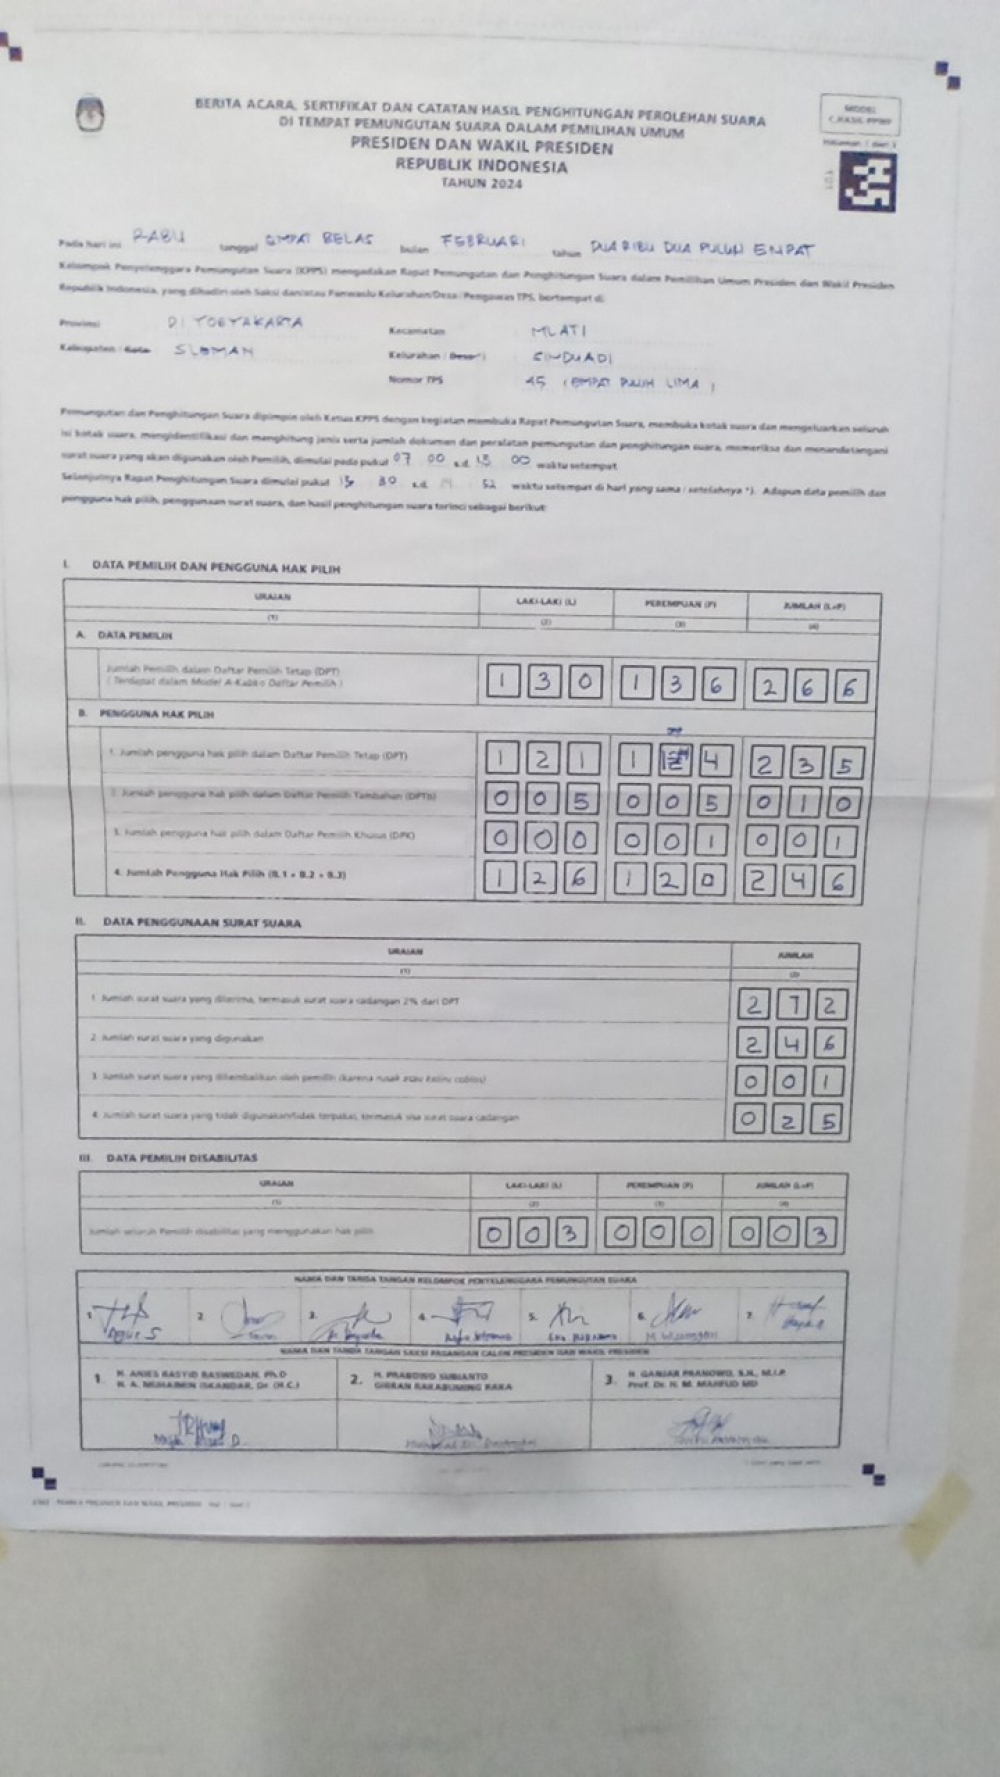 BERITA ACARA, SERTIFIKAT DAN CATATAN HASIL PENGHITUNGAN PEROLEHAN SUARA
DI TEMPAT PEMUNGUTAN SUARA DALAM PEMILIHAN UMUM
PRESIDEN DAN WAKIL PRESIDEN
REPUBLIK INDONESIA
TAHUN 2024
MODEL
C.HASIL-PPWP
Halaman 1 dari 3
Pada hari ini RABU tanggal EMPAT BELAS bulan FEBRUARI tahun DUA RIBU DUA PULUH EMPAT
Kelompok Penyelenggara Pemungutan Suara (KPPS) mengadakan Rapat Pemungutan dan Penghitungan Suara dalam Pemilihan Umum Presiden dan Wakil Presiden
Republik Indonesia, yang dihadiri oleh Saksi dan/atau Panwaslu Kelurahan/Desa / Pengawas TPS, bertempat di:
Provinsi DI YOGYAKARTA Kecamatan MLATI
Kabupaten / Kota SLEMAN Kelurahan / Desa *) SINDUADI
Nomor TPS 45 (EMPAT PULUH LIMA)
Pemungutan dan Penghitungan Suara dipimpin oleh Ketua KPPS dengan kegiatan membuka Rapat Pemungutan Suara, membuka kotak suara dan mengeluarkan seluruh
isi kotak suara, mengidentifikasi dan menghitung jenis serta jumlah dokumen dan peralatan pemungutan dan penghitungan suara, memeriksa dan menandatangani
surat suara yang akan digunakan oleh Pemilih, dimulai pada pukul 07 00 s.d. 13 00 waktu setempat
Selanjutnya Rapat Penghitungan Suara dimulai pukul 13 30 s.d. 52 waktu setempat di hari yang sama / setelahnya *). Adapun data pemilih dan
pengguna hak pilih, penggunaan surat suara, dan hasil penghitungan suara terinci sebagai berikut:
I. DATA PEMILIH DAN PENGGUNA HAK PILIH
URAIAN LAKI-LAKI (L) PEREMPUAN (P) JUMLAH (L+P)
(1) (2) (3) (4)
A. DATA PEMILIH
Jumlah Pemilih dalam Daftar Pemilih Tetap (DPT)
(Terdapat dalam Model A-Kabko Daftar Pemilih) 130 136 266
B. PENGGUNA HAK PILIH
1. Jumlah pengguna hak pilih dalam Daftar Pemilih Tetap (DPT) 121 1 4 235
2. Jumlah pengguna hak pilih dalam Daftar Pemilih Tambahan (DPTb) 005 005 010
3. Jumlah pengguna hak pilih dalam Daftar Pemilih Khusus (DPK) 000 001 001
4. Jumlah Pengguna Hak Pilih (B.1 + B.2 + B.3) 126 120 246
II. DATA PENGGUNAAN SURAT SUARA
URAIAN JUMLAH
(1) (2)
1. Jumlah surat suara yang diterima, termasuk surat suara cadangan 2% dari DPT 272
2. Jumlah surat suara yang digunakan 246
3. Jumlah surat suara yang dikembalikan oleh pemilih (karena rusak atau keliru coblos) 001
4. Jumlah surat suara yang tidak digunakan/tidak terpakai, termasuk sisa surat suara cadangan 025
III. DATA PEMILIH DISABILITAS
URAIAN LAKI-LAKI (L) PEREMPUAN (P) JUMLAH (L+P)
(1) (2) (3) (4)
Jumlah seluruh Pemilih disabilitas yang menggunakan hak pilih 003 000 003
NAMA DAN TANDA TANGAN KELOMPOK PENYELENGGARA PEMUNGUTAN SUARA
1. 2. 3. 4. 5. 6. 7.
Agus S
NAMA DAN TANDA TANGAN SAKSI PASANGAN CALON PRESIDEN DAN WAKIL PRESIDEN
1. H. ANIES RASYID BASWEDAN, Ph.D
H. A. MUHAIMIN ISKANDAR, Dr. (H.C.)
2. H. PRABOWO SUBIANTO
GIBRAN RAKABUMING RAKA
3. H. GANJAR PRANOWO, S.H., M.I.P.
Prof. Dr. H. M. MAHFUD MD